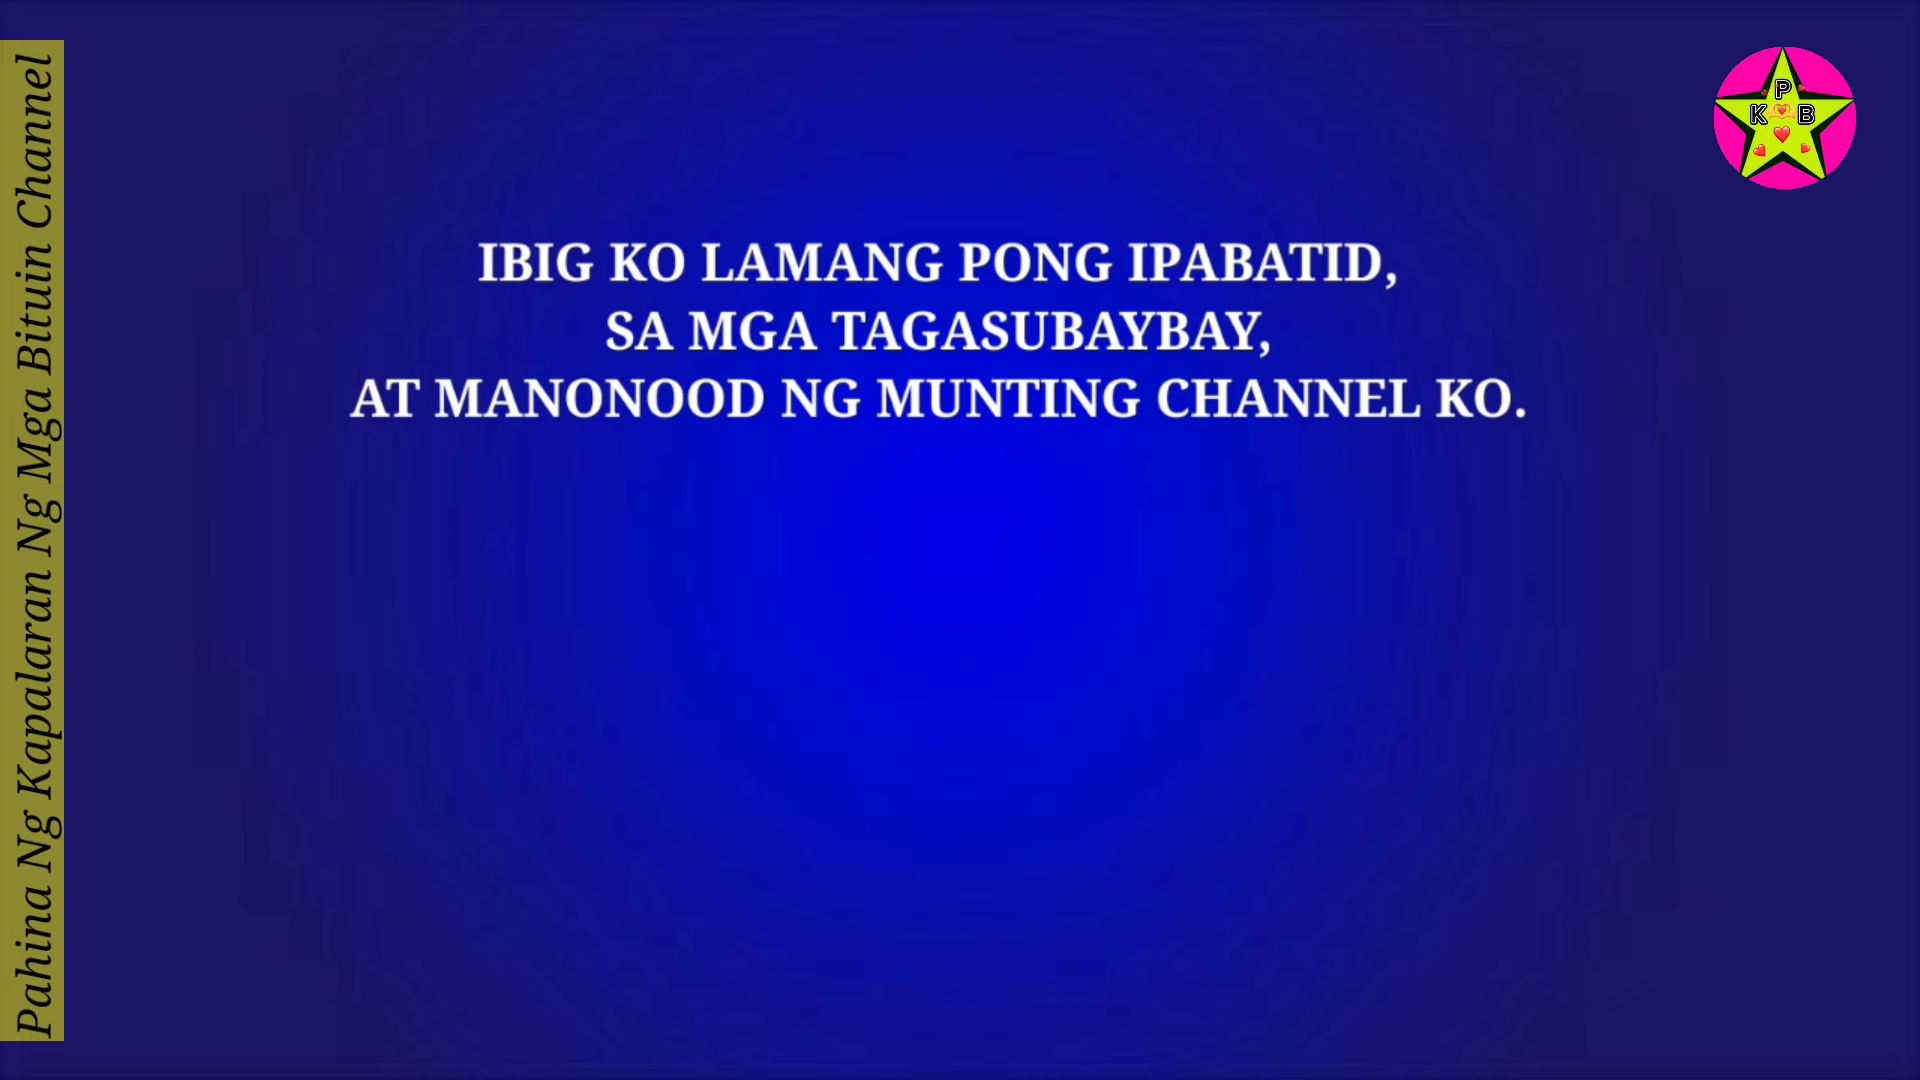 Pahina Ng Kapalaran Ng Mga Bituin Channel
P
K B
IBIG KO LAMANG PONG IPABATID,
SA MGA TAGASUBAYBAY,
AT MANONOOD NG MUNTING CHANNEL KO.